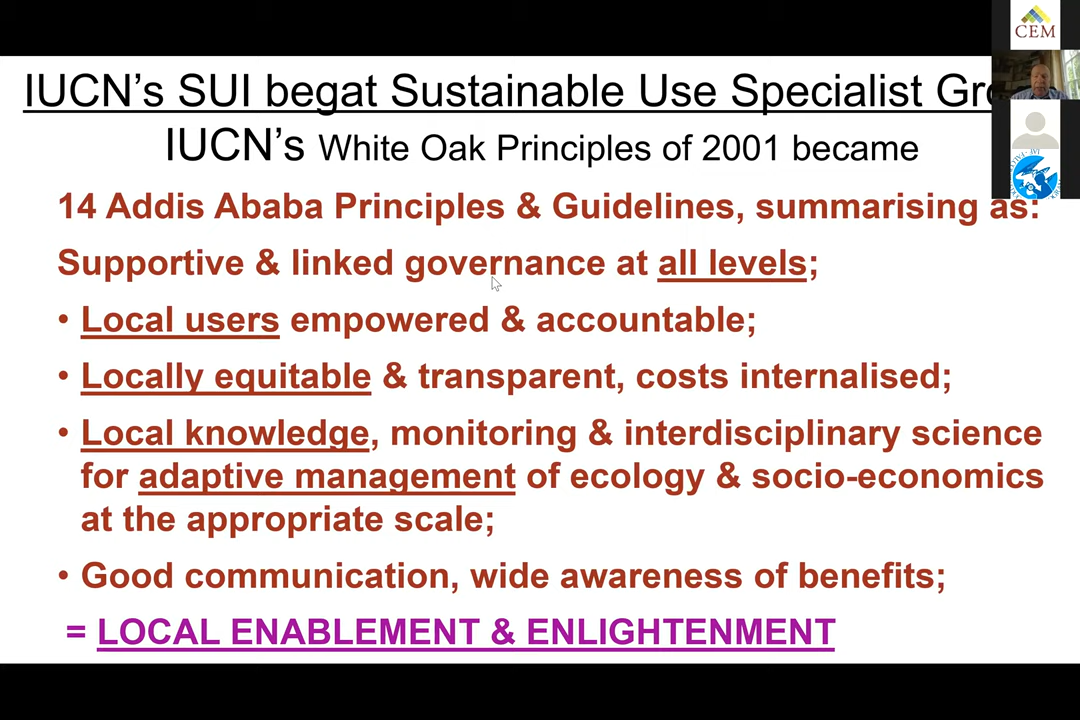 CEM
IUCN's SUI begat Sustainable Use Specialist
IUCN's White Oak Principles of 2001 became
14 Addis Ababa Principles & Guidelines, summarising as:
Supportive & linked governance at all levels;
• Local users empowered & accountable;
• Locally equitable & transparent, costs internalised;
• Local knowledge, monitoring & interdisciplinary science
for adaptive management of ecology & socio-economics
at the appropriate scale;
• Good communication, wide awareness of benefits;
= LOCAL ENABLEMENT & ENLIGHTENMENT